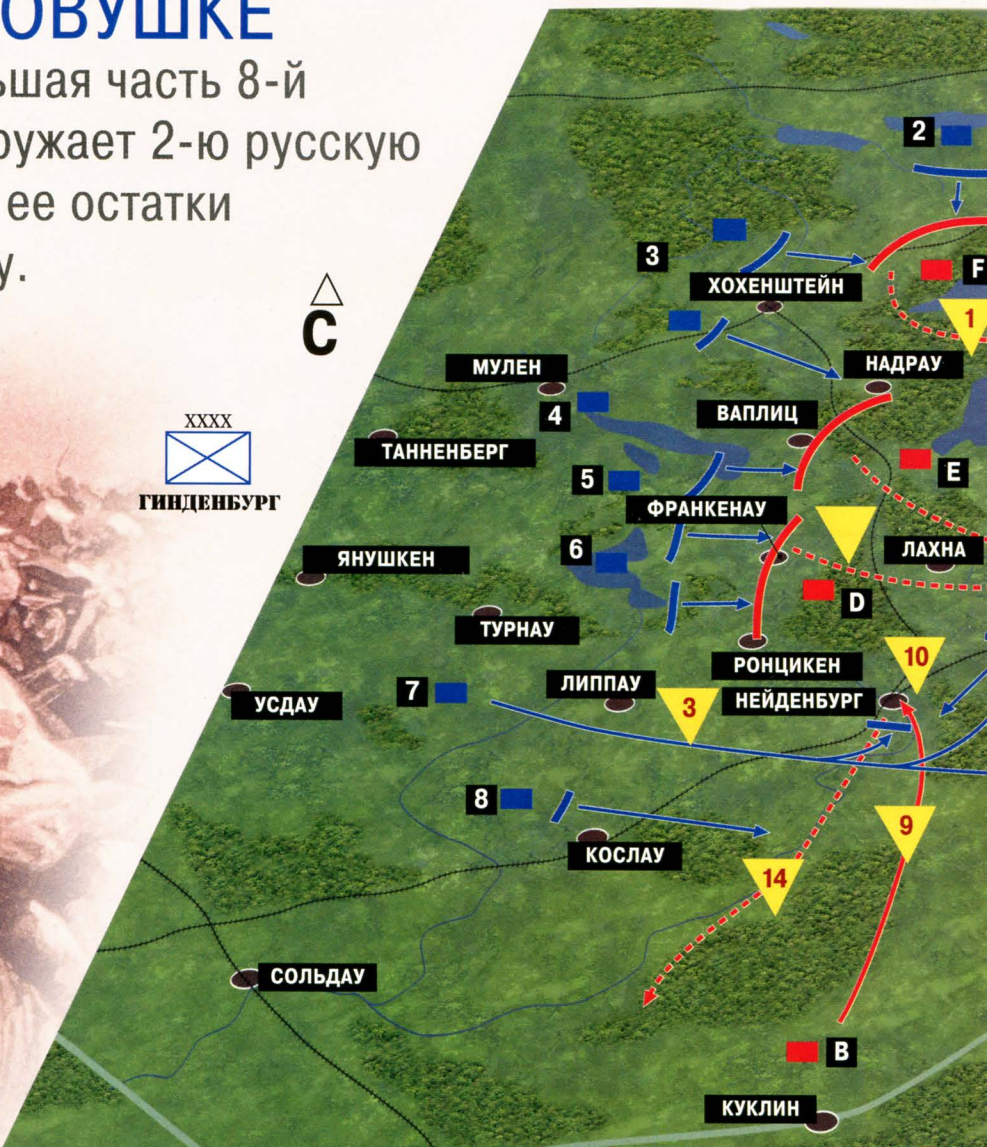 ОВУШКЕ
ьшая часть 8-й
ружает 2-ю русскую
ее остатки
у.
С
XXXX
ГИНДЕНБУРГ
2
3
F
ХОХЕНШТЕЙН
1
МУЛЕН
НАДРАУ
4
ВАПЛИЦ
ТАННЕНБЕРГ
E
5
ФРАНКЕНАУ
6
ЛАХНА
ЯНУШКЕН
D
ТУРНАУ
РОНЦИКЕН
10
7
ЛИППАУ
НЕЙДЕНБУРГ
УСДАУ
3
8
9
КОСЛАУ
14
СОЛЬДАУ
B
КУКЛИН